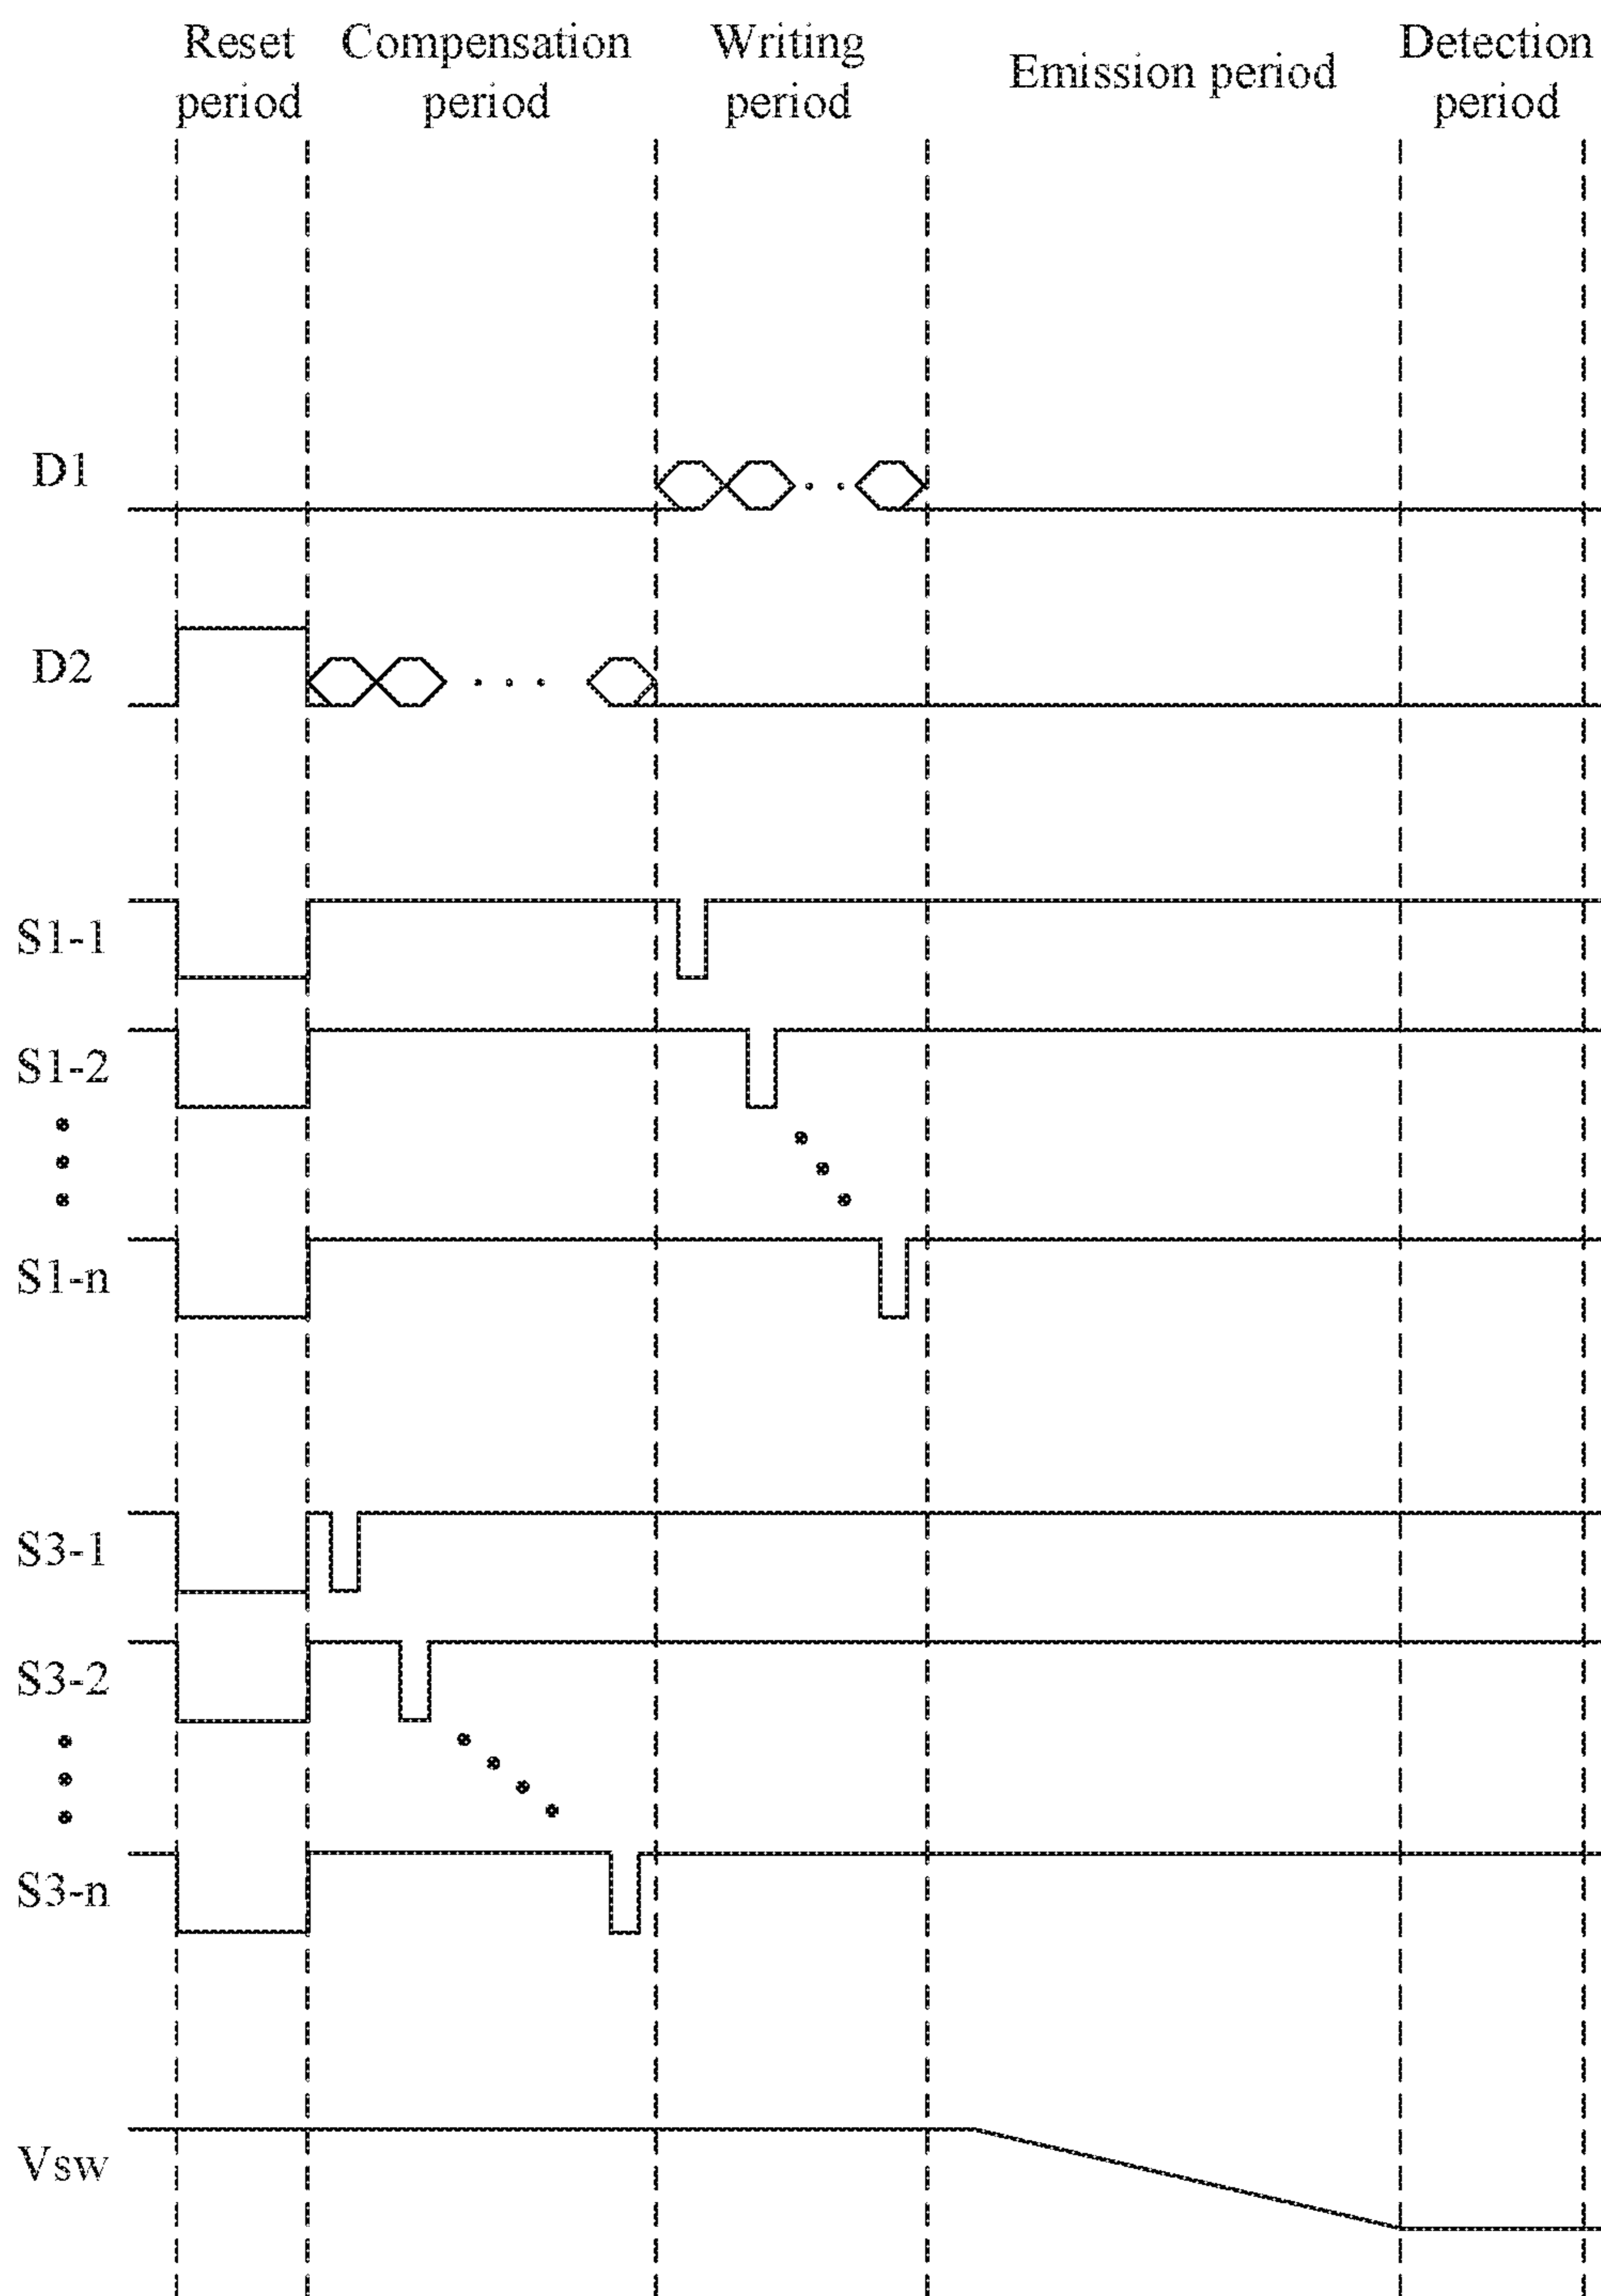 Reset period
Compensation period
Writing period
Emission period
Detection period
D1
D2
S1-1
S1-2
S1-n
S3-1
S3-2
S3-n
Vsw